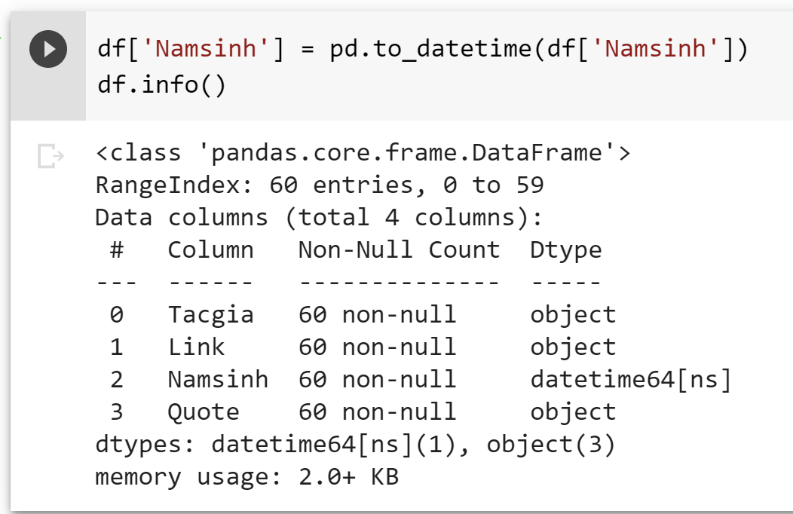 df['Namsinh'] = pd.to_datetime(df['Namsinh'])
df.info()
<class 'pandas.core.frame.DataFrame'>
RangeIndex: 60 entries, 0 to 59
Data columns (total 4 columns):
 #   Column   Non-Null Count  Dtype
---  ------   --------------  -----
 0   Tacgia   60 non-null     object
 1   Link     60 non-null     object
 2   Namsinh  60 non-null     datetime64[ns]
 3   Quote    60 non-null     object
dtypes: datetime64[ns](1), object(3)
memory usage: 2.0+ KB